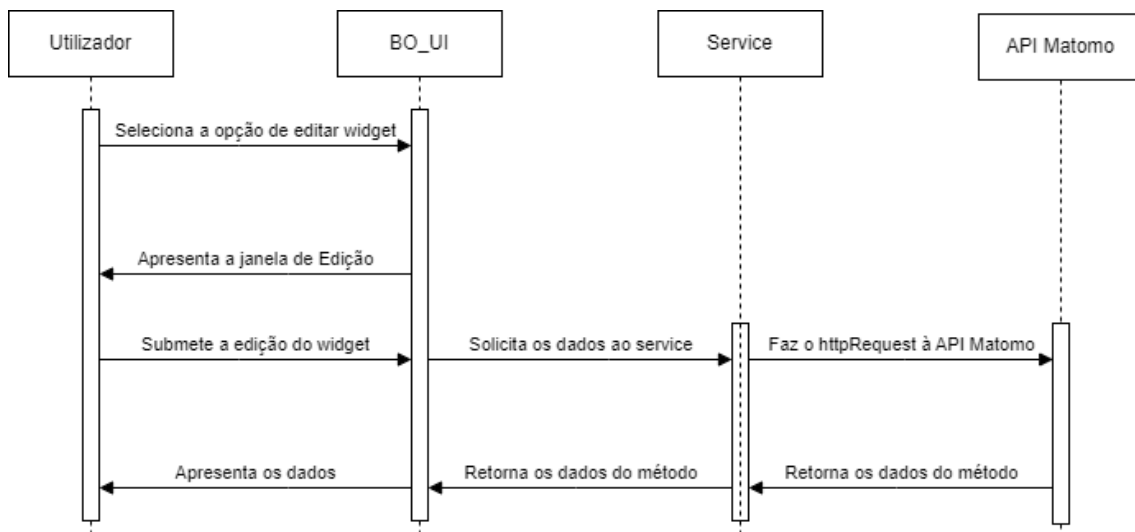 Utilizador
BO_UI
Service
API Matomo
Seleciona a opção de editar widget
Apresenta a janela de Edição
Submete a edição do widget
Solicita os dados ao service
Faz o httpRequest à API Matomo
Apresenta os dados
Retorna os dados do método
Retorna os dados do método